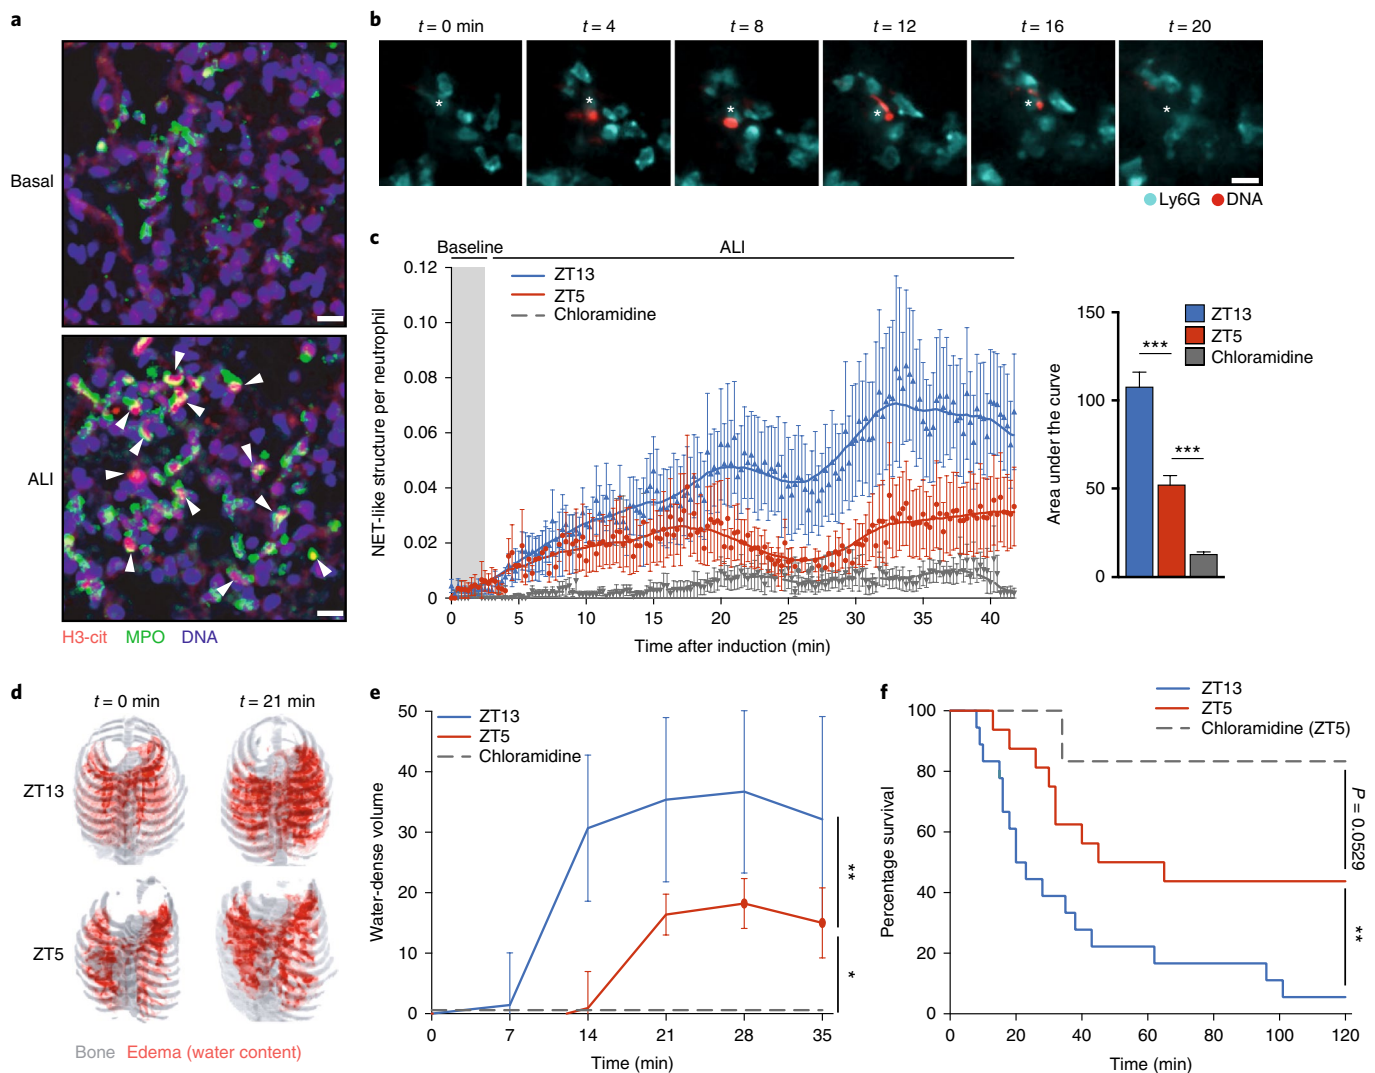 a
Basal
ALI
H3-cit MPO DNA
b
t = 0 min t = 4 t = 8 t = 12 t = 16 t = 20
* * * * * *
Ly6G DNA
c
Baseline ALI
ZT13
ZT5
Chloramidine
NET-like structure per neutrophil
0.12
0.10
0.08
0.06
0.04
0.02
0
0 5 10 15 20 25 30 35 40
Time after induction (min)
ZT13
ZT5
Chloramidine
Area under the curve
150
100
50
0
***
***
d
t = 0 min t = 21 min
ZT13
ZT5
Bone Edema (water content)
e
ZT13
ZT5
Chloramidine
Water-dense volume
50
40
30
20
10
0
0 7 14 21 28 35
Time (min)
**
*
f
ZT13
ZT5
Chloramidine (ZT5)
Percentage survival
100
80
60
40
20
0
0 20 40 60 80 100 120
Time (min)
P = 0.0529
**